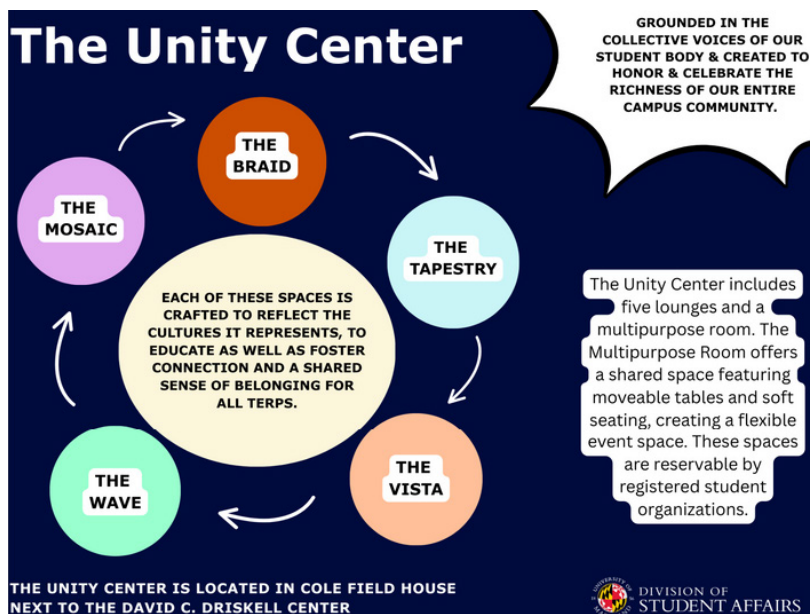 The Unity Center
GROUNDED IN THE
COLLECTIVE VOICES OF OUR
STUDENT BODY & CREATED TO
HONOR & CELEBRATE THE
RICHNESS OF OUR ENTIRE
CAMPUS COMMUNITY.
THE
BRAID
THE
TAPESTRY
THE
VISTA
THE
WAVE
THE
MOSAIC
EACH OF THESE SPACES IS
CRAFTED TO REFLECT THE
CULTURES IT REPRESENTS, TO
EDUCATE AS WELL AS FOSTER
CONNECTION AND A SHARED
SENSE OF BELONGING FOR
ALL TERPS.
The Unity Center includes
five lounges and a
multipurpose room. The
Multipurpose Room offers
a shared space featuring
moveable tables and soft
seating, creating a flexible
event space. These spaces
are reservable by
registered student
organizations.
THE UNITY CENTER IS LOCATED IN COLE FIELD HOUSE
NEXT TO THE DAVID C. DRISKELL CENTER
DIVISION OF
STUDENT AFFAIRS